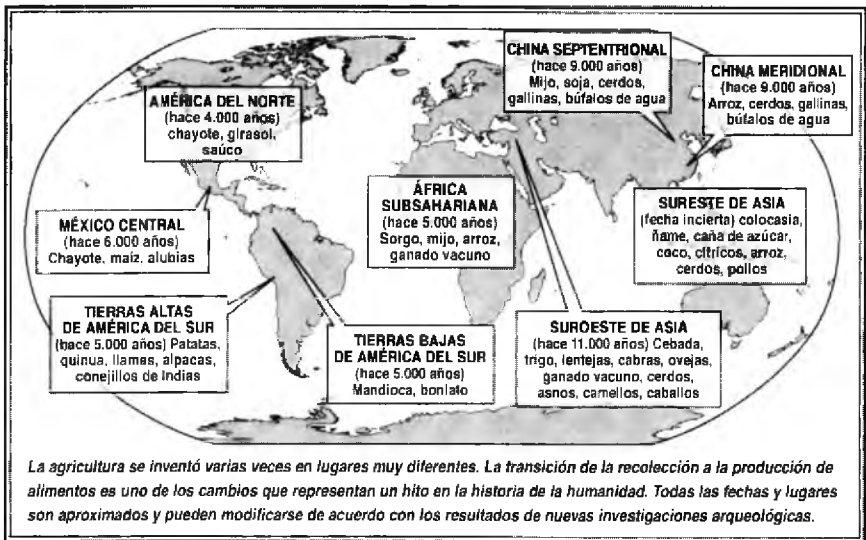 CHINA SEPTENTRIONAL
(hace 9.000 años)
Mijo, soja, cerdos,
gallinas, búfalos de agua
CHINA MERIDIONAL
(hace 9.000 años)
Arroz, cerdos, gallinas,
búfalos de agua
AMÉRICA DEL NORTE
(hace 4.000 años)
chayote, girasol,
saúco
ÁFRICA
SUBSAHARIANA
(hace 5.000 años)
Sorgo, mijo, arroz,
ganado vacuno
SURESTE DE ASIA
(fecha incierta) colocasia,
ñame, caña de azúcar,
coco, cítricos, arroz,
cerdos, pollos
MÉXICO CENTRAL
(hace 6.000 años)
Chayote, maíz, alubias
TIERRAS ALTAS
DE AMÉRICA DEL SUR
(hace 5.000 años) Patatas,
quinua, llamas, alpacas,
conejillos de Indias
TIERRAS BAJAS
DE AMÉRICA DEL SUR
(hace 5.000 años)
Mandioca, boniato
SUROESTE DE ASIA
(hace 11.000 años) Cebada,
trigo, lentejas, cabras, ovejas,
ganado vacuno, cerdos,
asnos, camellos, caballos
La agricultura se inventó varias veces en lugares muy diferentes. La transición de la recolección a la producción de
alimentos es uno de los cambios que representan un hito en la historia de la humanidad. Todas las fechas y lugares
son aproximados y pueden modificarse de acuerdo con los resultados de nuevas investigaciones arqueológicas.